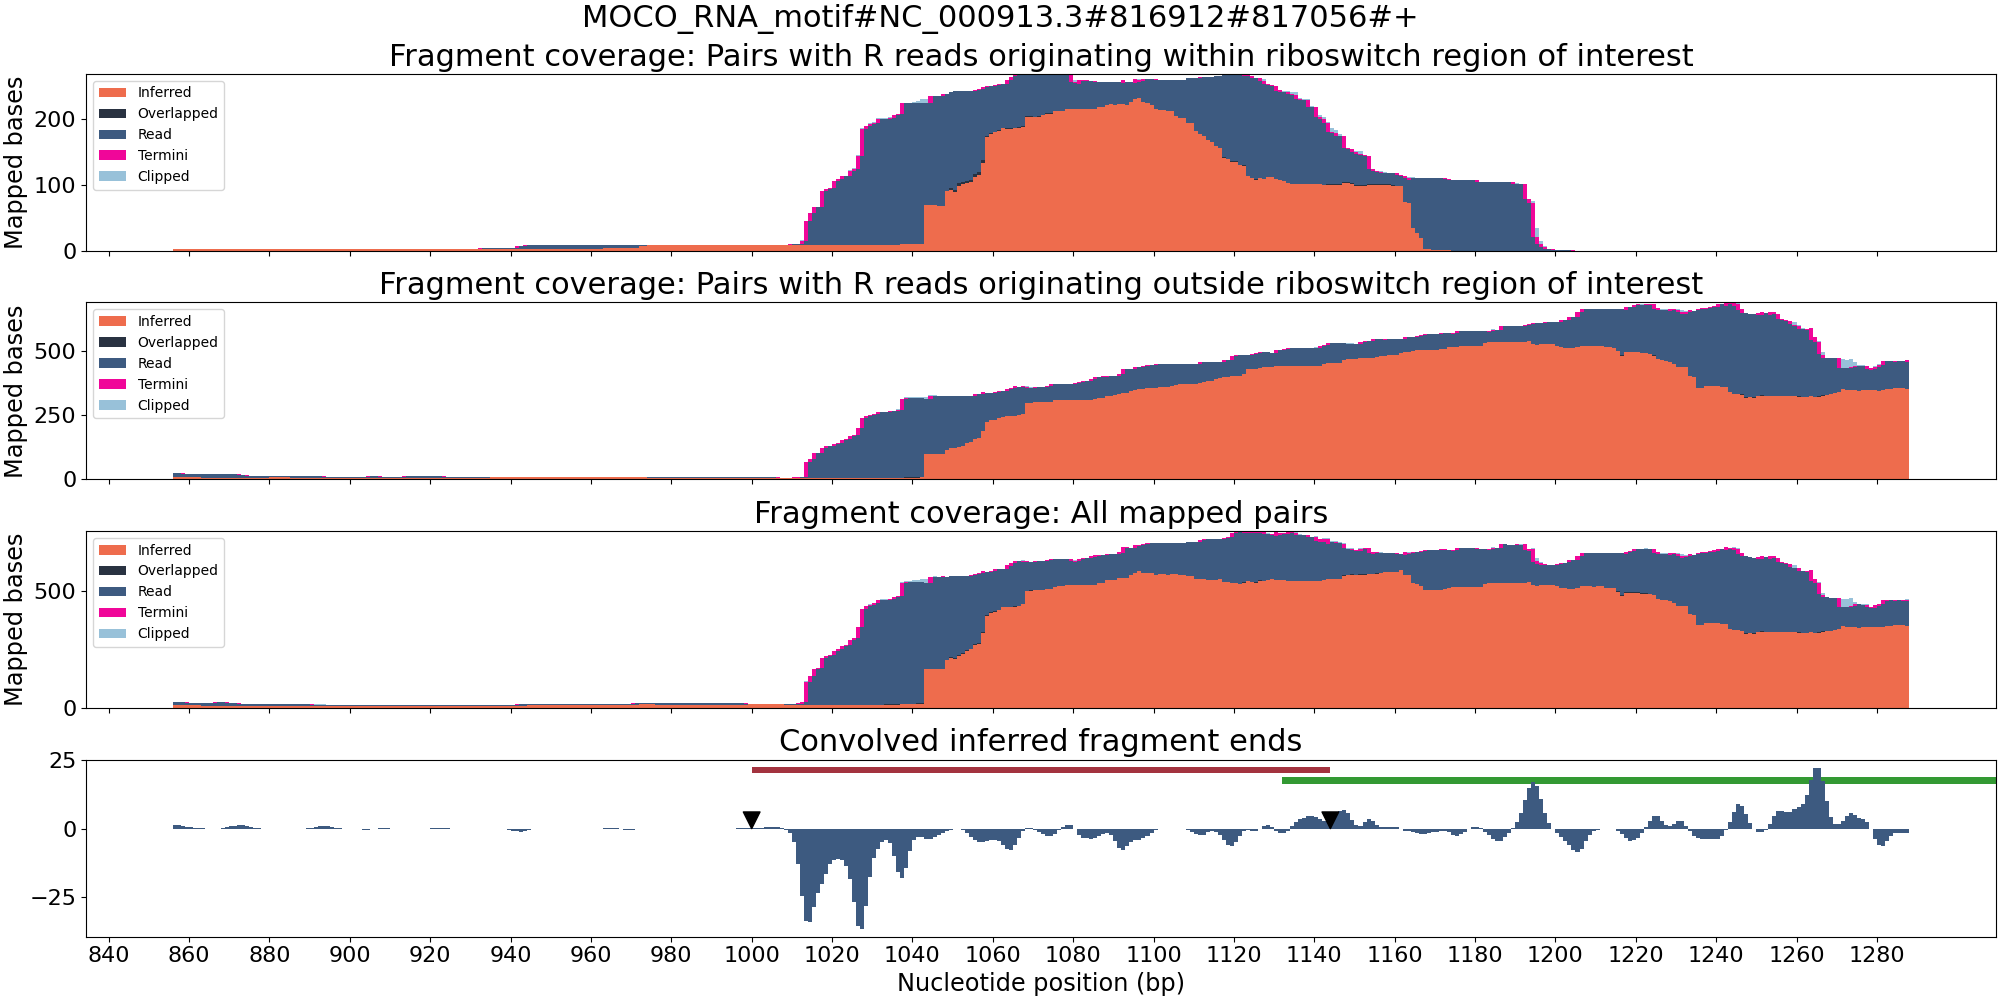 MOCO_RNA_motif#NC_000913.3#816912#817056#+
Fragment coverage: Pairs with R reads originating within riboswitch region of interest
Mapped bases
200
100
0
Inferred
Overlapped
Read
Termini
Clipped
Fragment coverage: Pairs with R reads originating outside riboswitch region of interest
Mapped bases
500
250
0
Inferred
Overlapped
Read
Termini
Clipped
Fragment coverage: All mapped pairs
Mapped bases
500
0
Inferred
Overlapped
Read
Termini
Clipped
Convolved inferred fragment ends
25
0
−25
840 860 880 900 920 940 960 980 1000 1020 1040 1060 1080 1100 1120 1140 1160 1180 1200 1220 1240 1260 1280
Nucleotide position (bp)